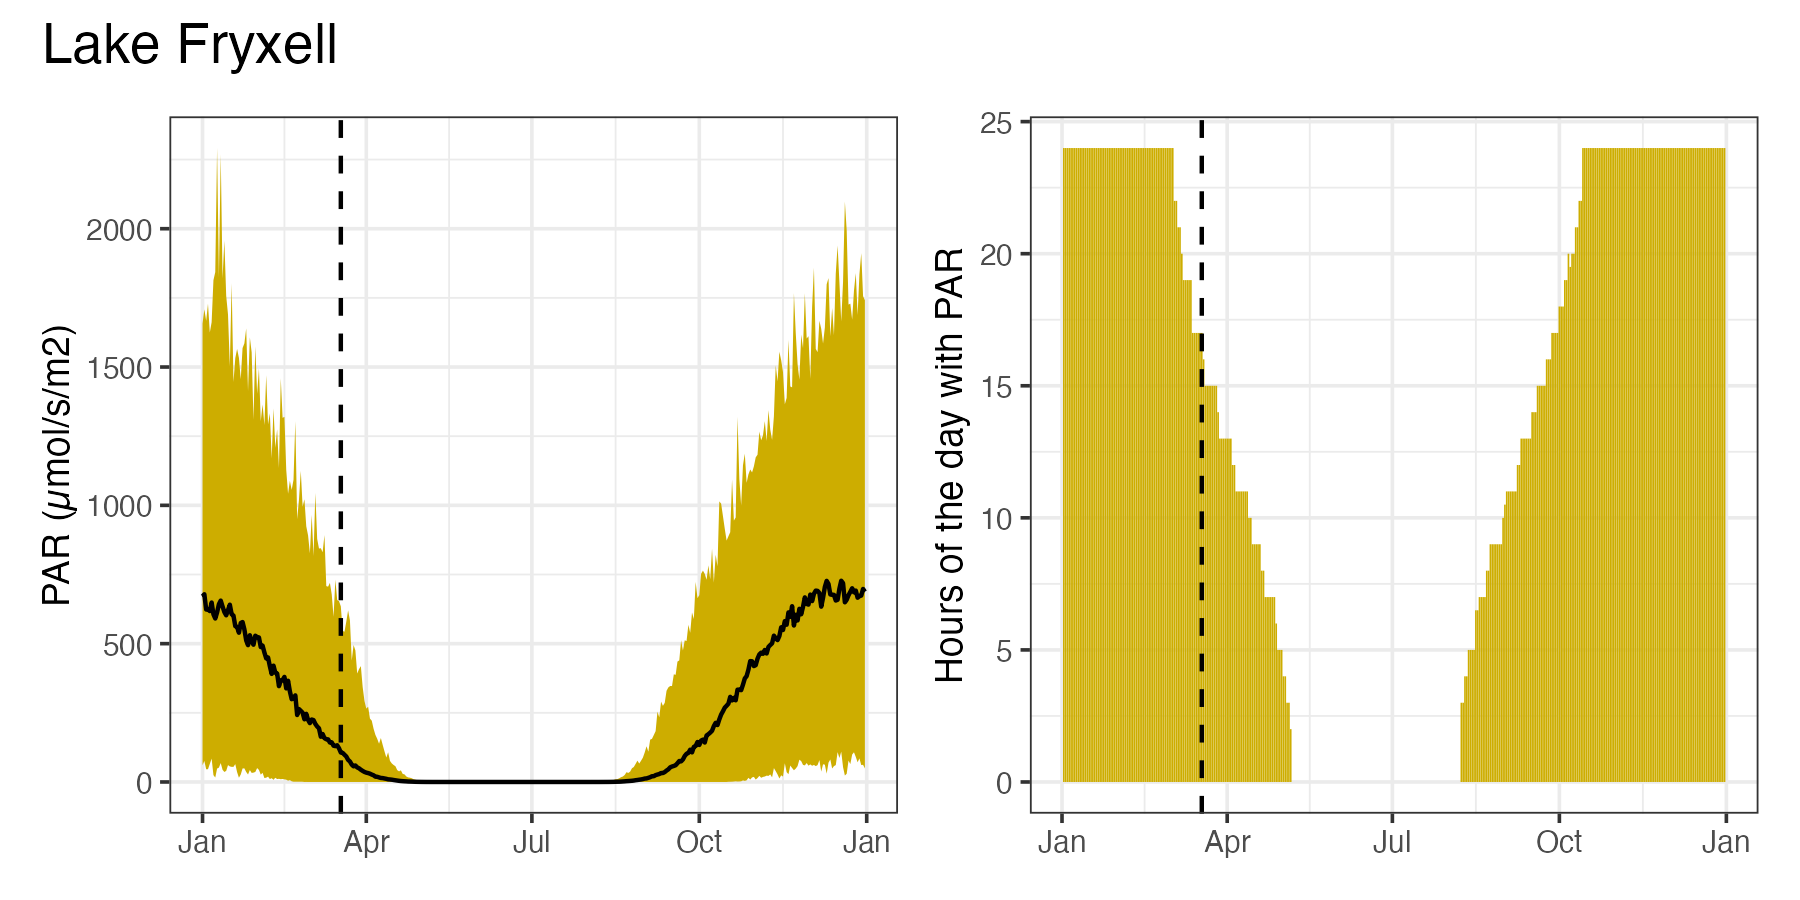 Lake Fryxell
PAR (µmol/s/m2)
2000
1500
1000
500
0
Jan Apr Jul Oct Jan
Hours of the day with PAR
25
20
15
10
5
0
Jan Apr Jul Oct Jan